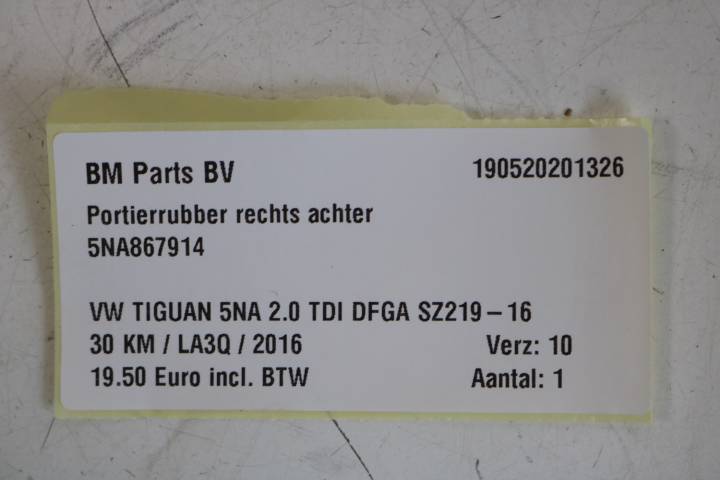 BM Parts BV 190520201326
Portierrubber rechts achter
5NA867914
VW TIGUAN 5NA 2.0 TDI DFGA SZ219-16
30 KM / LA3Q / 2016 Verz: 10
19.50 Euro incl. BTW Aantal: 1